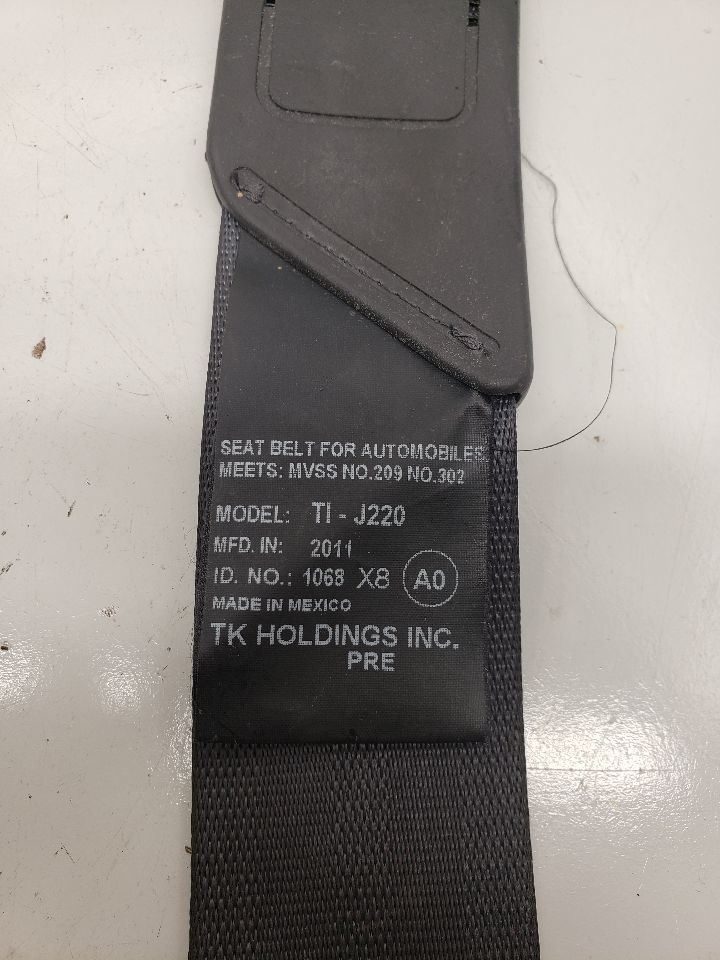 SEAT BELT FOR AUTOMOBILES
MEETS: MVSS NO.209 NO.302
MODEL: TI - J220
MFD. IN: 2011
ID. NO.: 1068 X8 A0
MADE IN MEXICO
TK HOLDINGS INC.
PRE